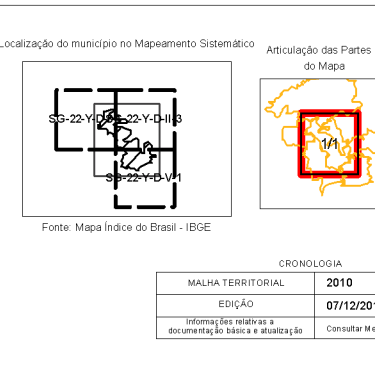 Localização do município no Mapeamento Sistemático
Articulação das Partes
do Mapa
SG-22-Y-D-II-3
SG-22-Y-D-V-1
1/1
Fonte: Mapa Índice do Brasil - IBGE
CRONOLOGIA
MALHA TERRITORIAL 2010
EDIÇÃO
Informações relativas a
documentação básica e atualização Consultar